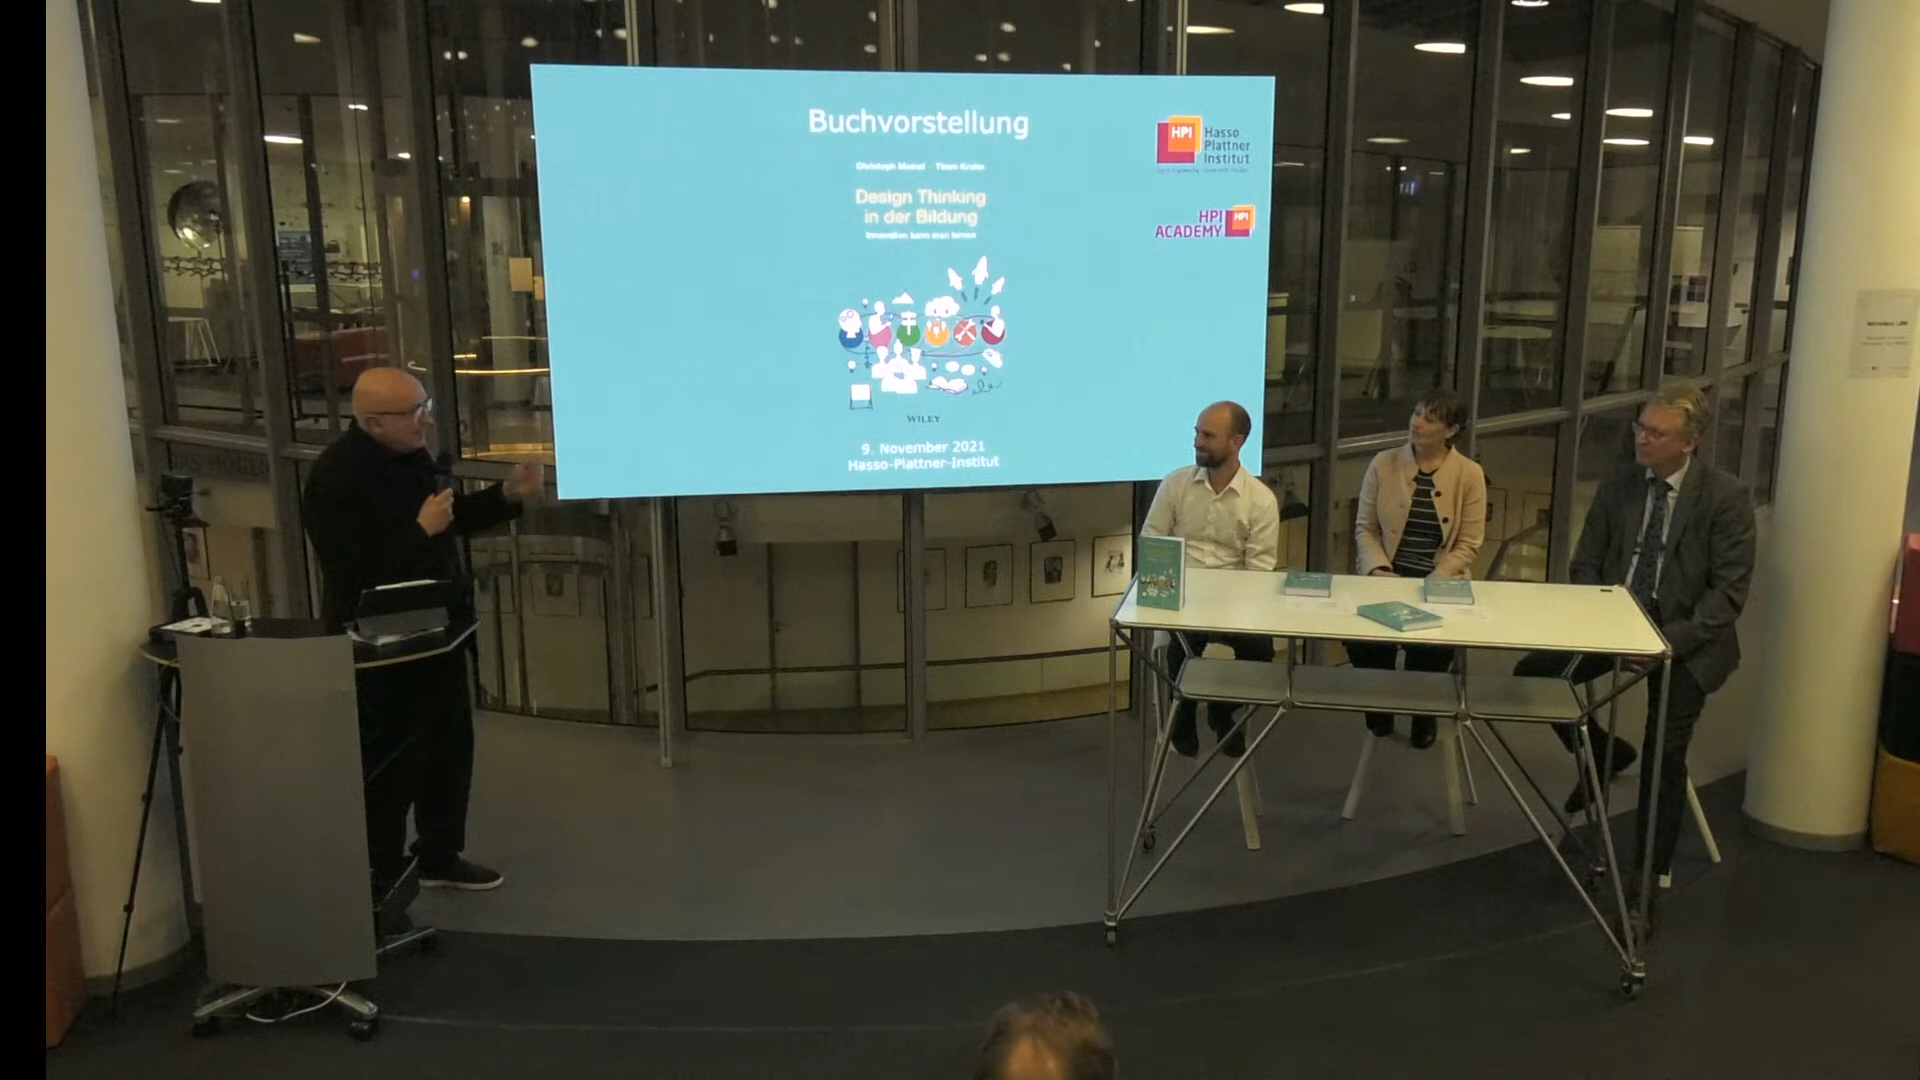 Buchvorstellung
Christoph Meinel Timm Krohn
Design Thinking
in der Bildung
Innovation kann man lernen
WILEY
9. November 2021
Hasso-Plattner-Institut
HPI
Hasso
Plattner
Institut
HPI
ACADEMY
HPI